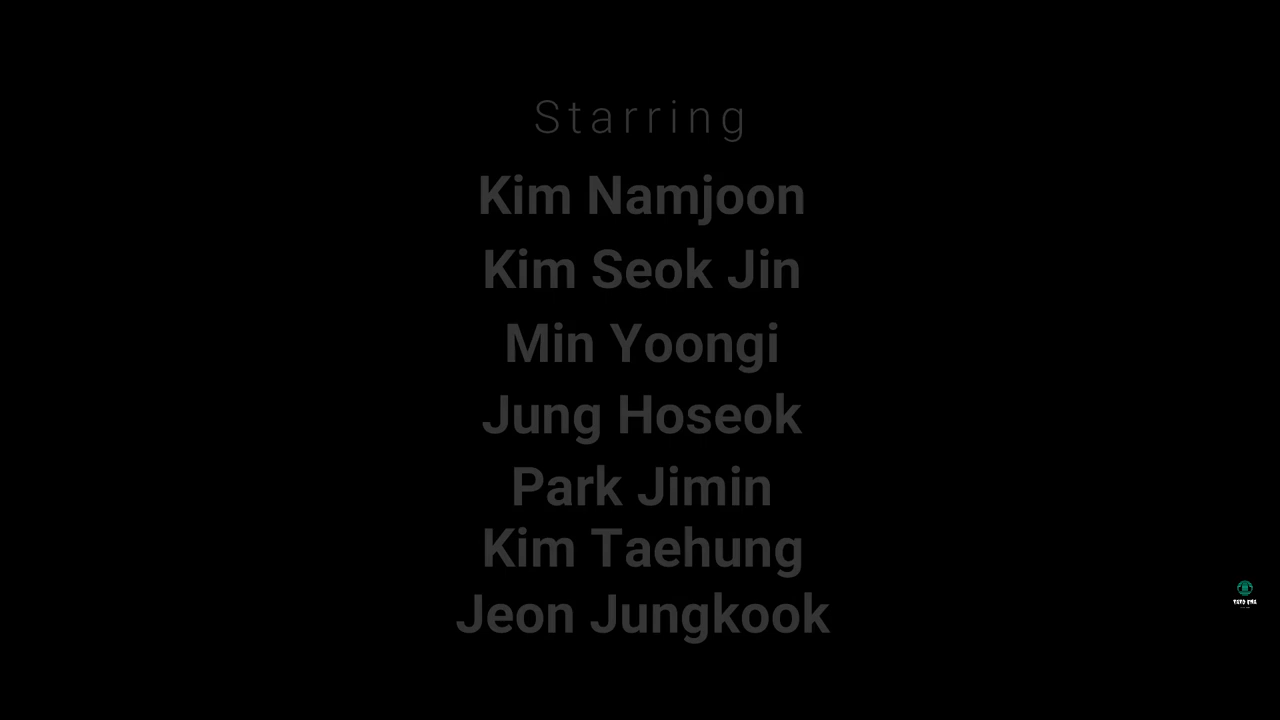 Starring
Kim Namjoon
Kim Seok Jin
Min Yoongi
Jung Hoseok
Park Jimin
Kim Taehung
Jeon Jungkook